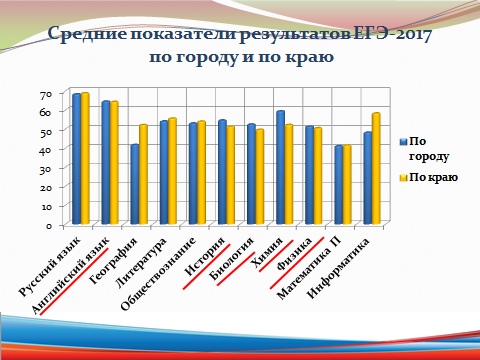 Средние показатели результатов ЕГЭ-2017
по городу и по краю
70
60
50
40
30
20
10
0
Русский язык
Английский язык
География
Литература
Обществознание
История
Биология
Химия
Физика
Математика П
Информатика
По
городу
По краю